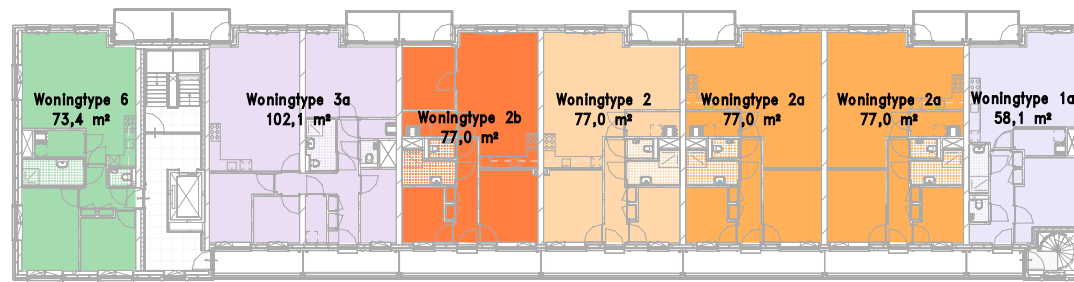 Woningtype 6
73,4 m²
Woningtype 3a
102,1 m²
Woningtype 2b
77,0 m²
Woningtype 2
77,0 m²
Woningtype 2a
77,0 m²
Woningtype 2a
77,0 m²
Woningtype 1a
58,1 m²